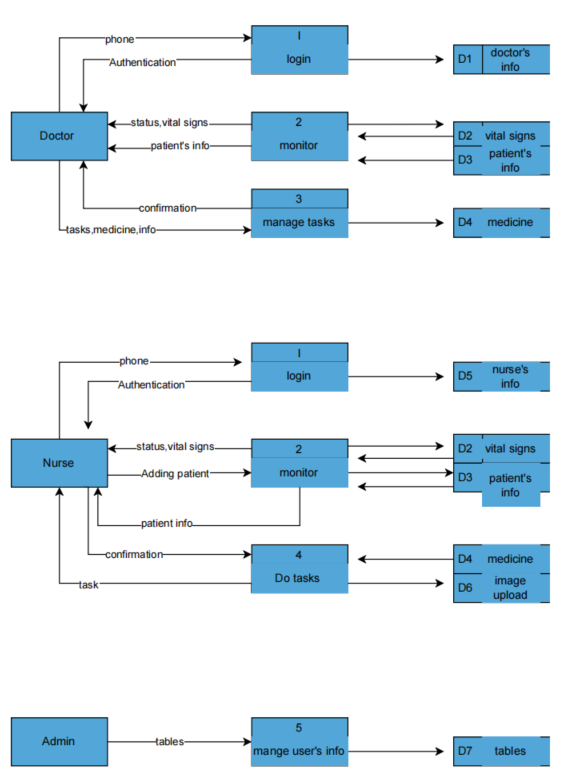 I
phone
login
Authentication
D1
doctor's
info
2
status,vital signs
Doctor
D2
vital signs
patient's info
monitor
D3
patient's
info
3
confirmation
manage tasks
D4
medicine
tasks,medicine,info
I
phone
login
Authentication
D5
nurse's
info
2
status,vital signs
D2
vital signs
Nurse
Adding patient
monitor
D3
patient's
info
patient info
confirmation
4
D4
medicine
Do tasks
task
D6
image
upload
5
Admin
tables
mange user's info
D7
tables